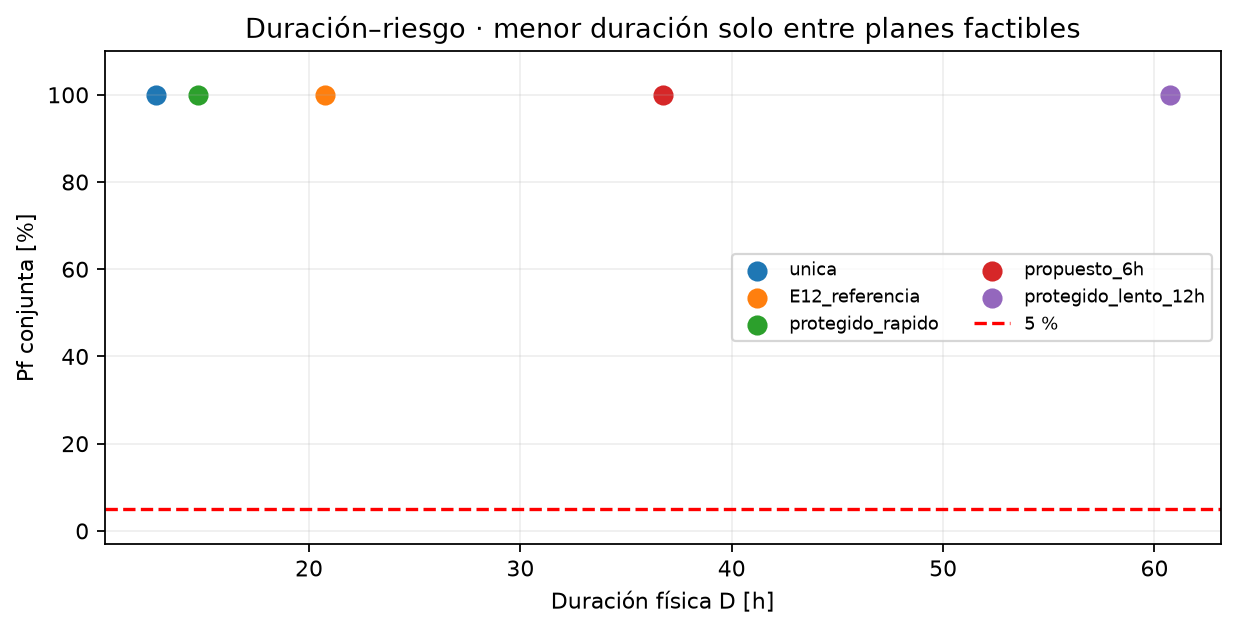 Duración–riesgo · menor duración solo entre planes factibles
Pf conjunta [%]
100
80
60
40
20
0
unica
E12_referencia
protegido_rapido
propuesto_6h
protegido_lento_12h
5 %
20
30
40
50
60
Duración física D [h]